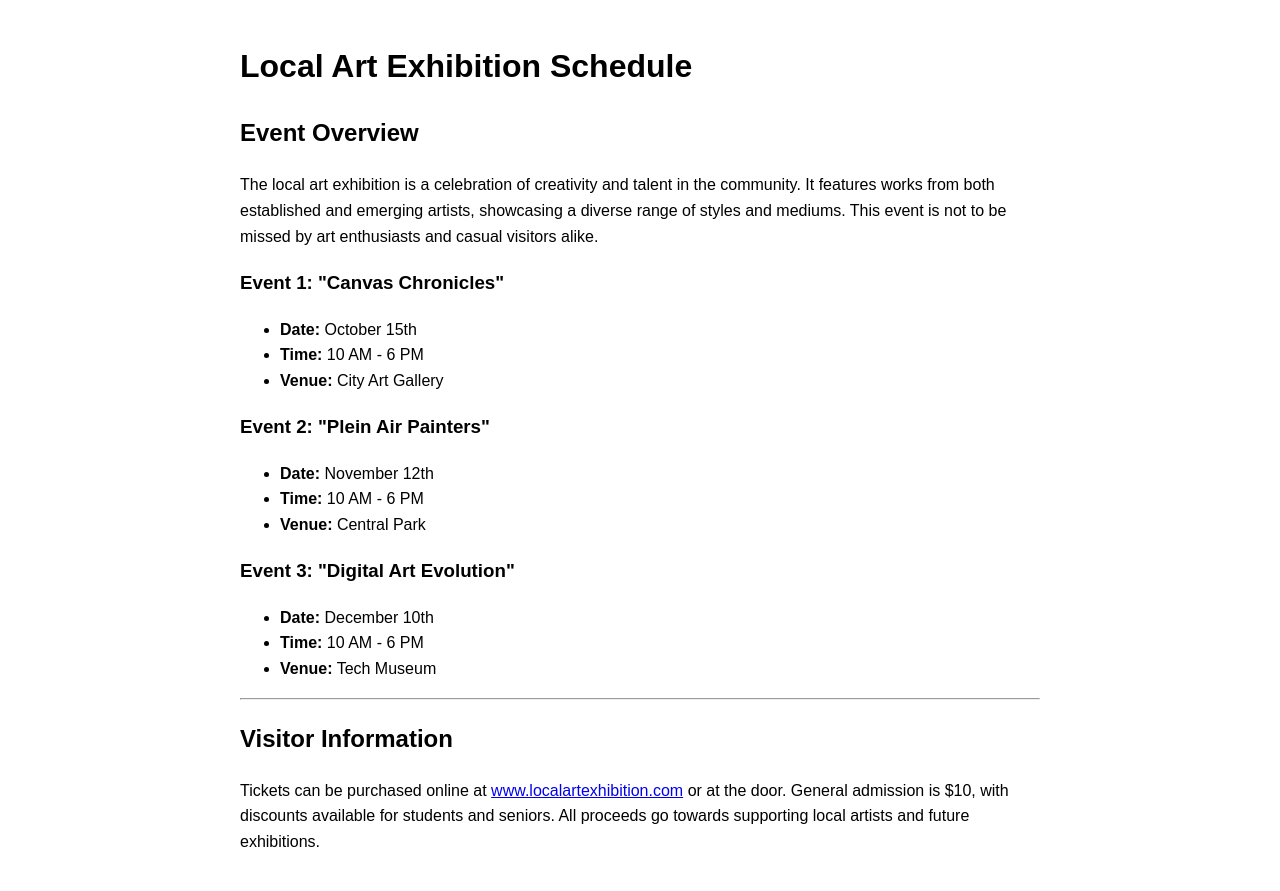 Local Art Exhibition Schedule
Event Overview
The local art exhibition is a celebration of creativity and talent in the community. It features works from both
established and emerging artists, showcasing a diverse range of styles and mediums. This event is not to be
missed by art enthusiasts and casual visitors alike.
Event 1: "Canvas Chronicles"
• Date: October 15th
• Time: 10 AM - 6 PM
• Venue: City Art Gallery
Event 2: "Plein Air Painters"
• Date: November 12th
• Time: 10 AM - 6 PM
• Venue: Central Park
Event 3: "Digital Art Evolution"
• Date: December 10th
• Time: 10 AM - 6 PM
• Venue: Tech Museum
Visitor Information
Tickets can be purchased online at www.localartexhibition.com or at the door. General admission is $10, with
discounts available for students and seniors. All proceeds go towards supporting local artists and future
exhibitions.